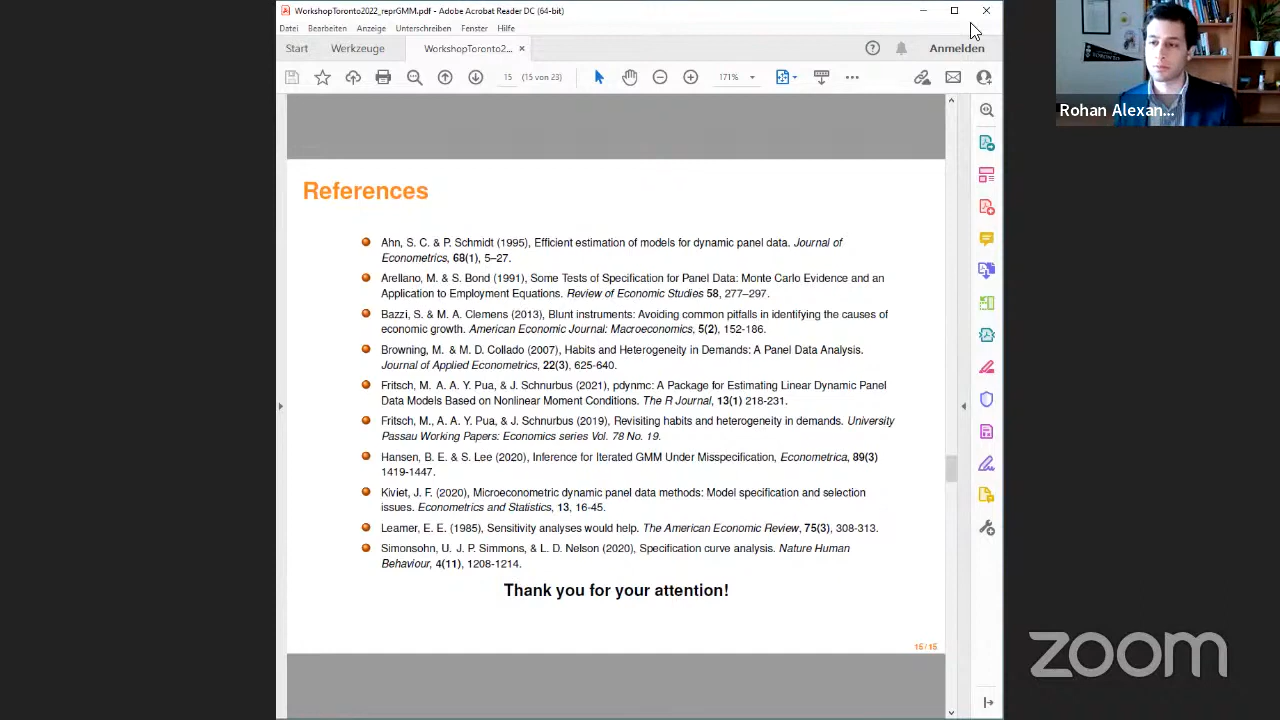 WorkshopToronto2022_reprGMM.pdf - Adobe Acrobat Reader DC (64-bit)
Datei Bearbeiten Anzeige Unterschreiben Fenster Hilfe
Start Werkzeuge WorkshopToronto2... Anmelden
15 (15 von 23) 171%
Rohan Alexan...
References
Ahn, S. C. & P. Schmidt (1995), Efficient estimation of models for dynamic panel data. Journal of
Econometrics, 68(1), 5–27.
Arellano, M. & S. Bond (1991), Some Tests of Specification for Panel Data: Monte Carlo Evidence and an
Application to Employment Equations. Review of Economic Studies 58, 277–297.
Bazzi, S. & M. A. Clemens (2013), Blunt instruments: Avoiding common pitfalls in identifying the causes of
economic growth. American Economic Journal: Macroeconomics, 5(2), 152-186.
Browning, M. & M. D. Collado (2007), Habits and Heterogeneity in Demands: A Panel Data Analysis.
Journal of Applied Econometrics, 22(3), 625-640.
Fritsch, M. A. A. Y. Pua, & J. Schnurbus (2021), pdynmc: A Package for Estimating Linear Dynamic Panel
Data Models Based on Nonlinear Moment Conditions. The R Journal, 13(1) 218-231.
Fritsch, M., A. A. Y. Pua, & J. Schnurbus (2019), Revisiting habits and heterogeneity in demands. University
Passau Working Papers: Economics series Vol. 78 No. 19.
Hansen, B. E. & S. Lee (2020), Inference for Iterated GMM Under Misspecification, Econometrica, 89(3)
1419-1447.
Kiviet, J. F. (2020), Microeconometric dynamic panel data methods: Model specification and selection
issues. Econometrics and Statistics, 13, 16-45.
Leamer, E. E. (1985), Sensitivity analyses would help. The American Economic Review, 75(3), 308-313.
Simonsohn, U. J. P. Simmons, & L. D. Nelson (2020), Specification curve analysis. Nature Human
Behaviour, 4(11), 1208-1214.
Thank you for your attention!
15/15
zoom